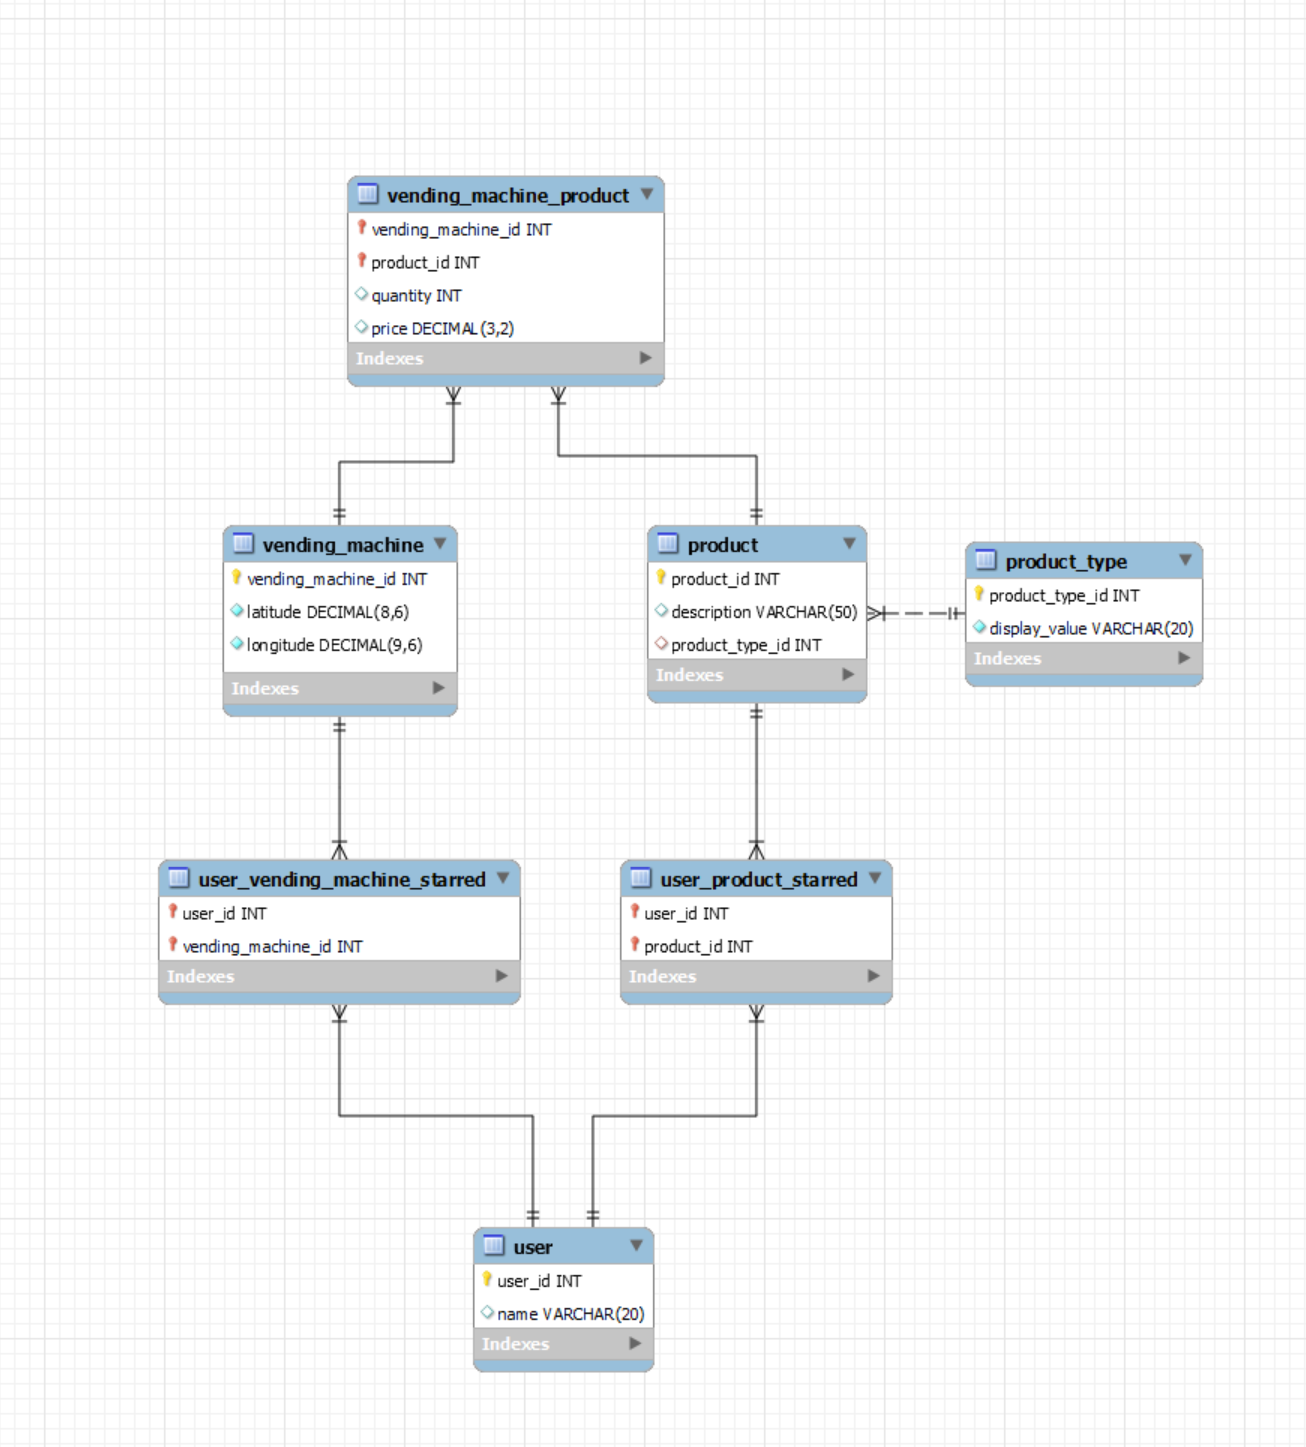 vending_machine_product
vending_machine_id INT
product_id INT
quantity INT
price DECIMAL(3,2)
Indexes
vending_machine
vending_machine_id INT
latitude DECIMAL(8,6)
longitude DECIMAL(9,6)
Indexes
product
product_id INT
description VARCHAR(50)
product_type_id INT
Indexes
product_type
product_type_id INT
display_value VARCHAR(20)
Indexes
user_vending_machine_starred
user_id INT
vending_machine_id INT
Indexes
user_product_starred
user_id INT
product_id INT
Indexes
user
user_id INT
name VARCHAR(20)
Indexes